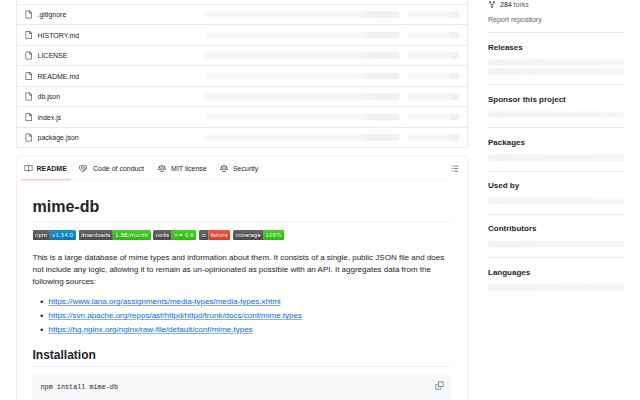 .gitignore
HISTORY.md
LICENSE
README.md
db.json
index.js
package.json
284 forks
Report repository
Releases
Sponsor this project
Packages
Used by
Contributors
Languages
README
Code of conduct
MIT license
Security
mime-db
npm v1.54.0 downloads 1.5B/month node >= 0.6 ci failure coverage 100%
This is a large database of mime types and information about them. It consists of a single, public JSON file and does
not include any logic, allowing it to remain as un-opinionated as possible with an API. It aggregates data from the
following sources:
https://www.iana.org/assignments/media-types/media-types.xhtml
https://svn.apache.org/repos/asf/httpd/httpd/trunk/docs/conf/mime.types
https://hg.nginx.org/nginx/raw-file/default/conf/mime.types
Installation
npm install mime-db